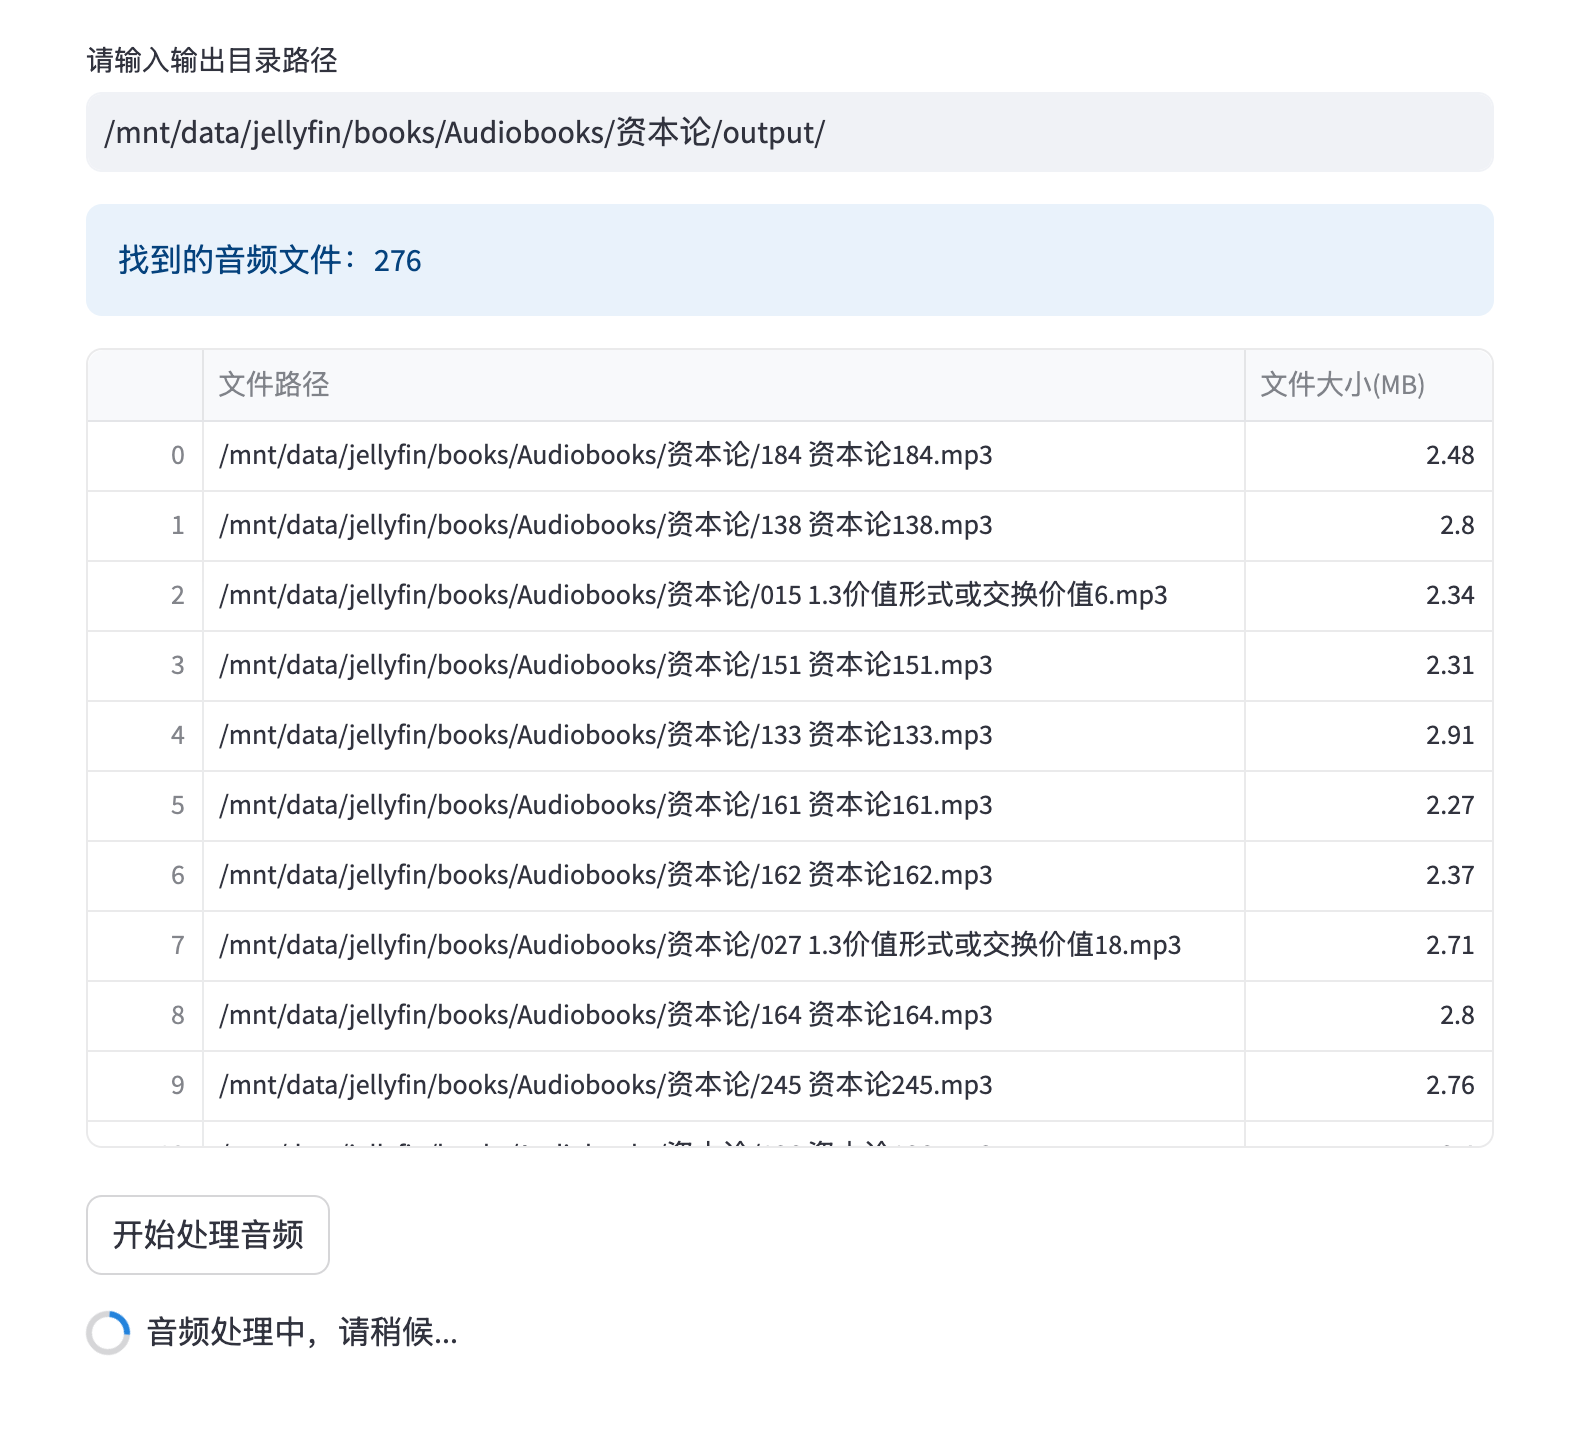 请输入输出目录路径
/mnt/data/jellyfin/books/Audiobooks/资本论/output/
找到的音频文件：276
文件路径 文件大小(MB)
0 /mnt/data/jellyfin/books/Audiobooks/资本论/184 资本论184.mp3 2.48
1 /mnt/data/jellyfin/books/Audiobooks/资本论/138 资本论138.mp3 2.8
2 /mnt/data/jellyfin/books/Audiobooks/资本论/015 1.3价值形式或交换价值6.mp3 2.34
3 /mnt/data/jellyfin/books/Audiobooks/资本论/151 资本论151.mp3 2.31
4 /mnt/data/jellyfin/books/Audiobooks/资本论/133 资本论133.mp3 2.91
5 /mnt/data/jellyfin/books/Audiobooks/资本论/161 资本论161.mp3 2.27
6 /mnt/data/jellyfin/books/Audiobooks/资本论/162 资本论162.mp3 2.37
7 /mnt/data/jellyfin/books/Audiobooks/资本论/027 1.3价值形式或交换价值18.mp3 2.71
8 /mnt/data/jellyfin/books/Audiobooks/资本论/164 资本论164.mp3 2.8
9 /mnt/data/jellyfin/books/Audiobooks/资本论/245 资本论245.mp3 2.76
开始处理音频
音频处理中，请稍候...